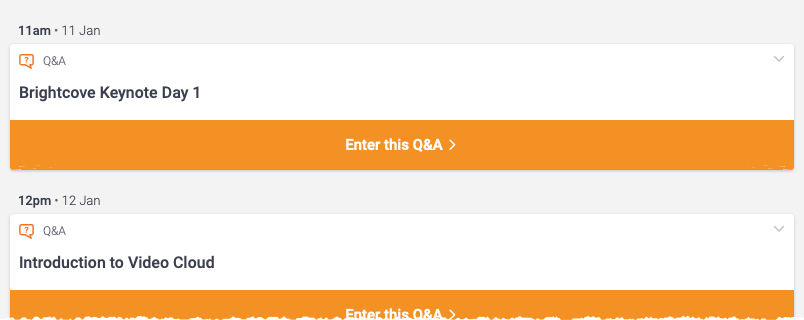 11am • 11 Jan
Q&A
Brightcove Keynote Day 1
Enter this Q&A >
12pm • 12 Jan
Q&A
Introduction to Video Cloud
Enter this Q&A >